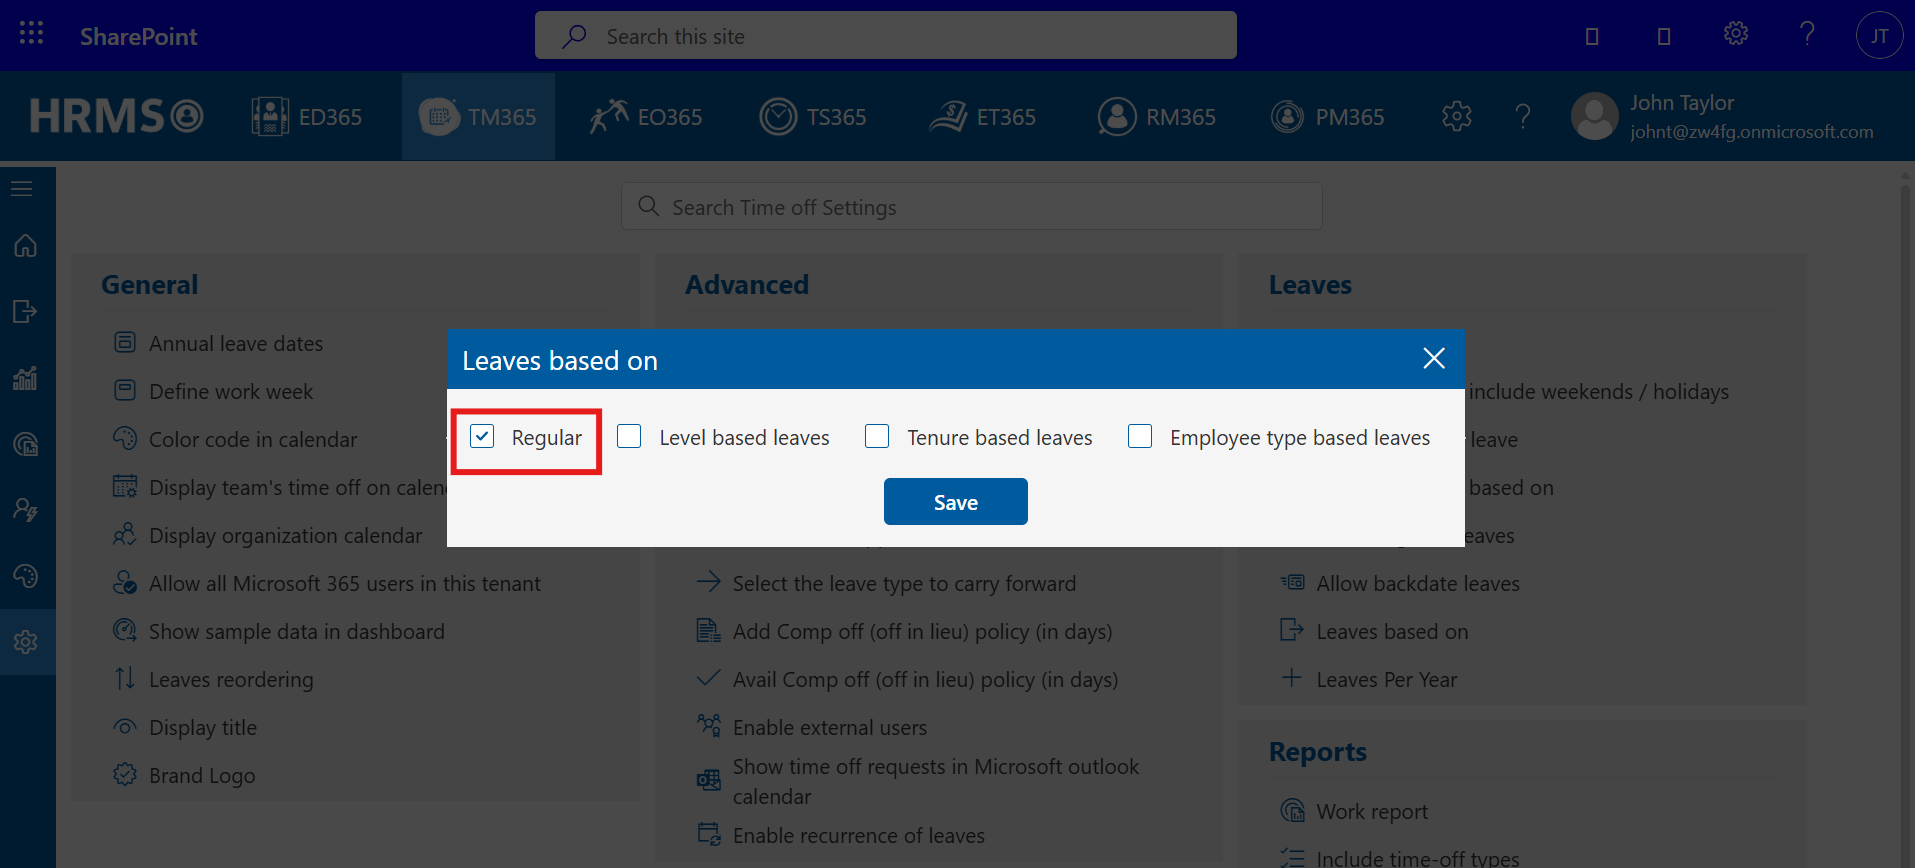 SharePoint
Search this site
JT
HRMS
ED365
TM365
EO365
TS365
ET365
RM365
PM365
John Taylor
johnt@zw4fg.onmicrosoft.com
Search Time off Settings
General
Annual leave dates
Define work week
Color code in calendar
Display team's time off on
Display organization calendar
Allow all Microsoft 365 users in this tenant
Show sample data in dashboard
Leaves reordering
Display title
Brand Logo
Advanced
Select the leave type to carry forward
Add Comp off (off in lieu) policy (in days)
Avail Comp off (off in lieu) policy (in days)
Enable external users
Show time off requests in Microsoft outlook
calendar
Enable recurrence of leaves
Leaves
include weekends / holidays
leave
based on
eaves
Allow backdate leaves
Leaves based on
Leaves Per Year
Reports
Work report
Include time-off types
Leaves based on
Regular
Level based leaves
Tenure based leaves
Employee type based leaves
Save